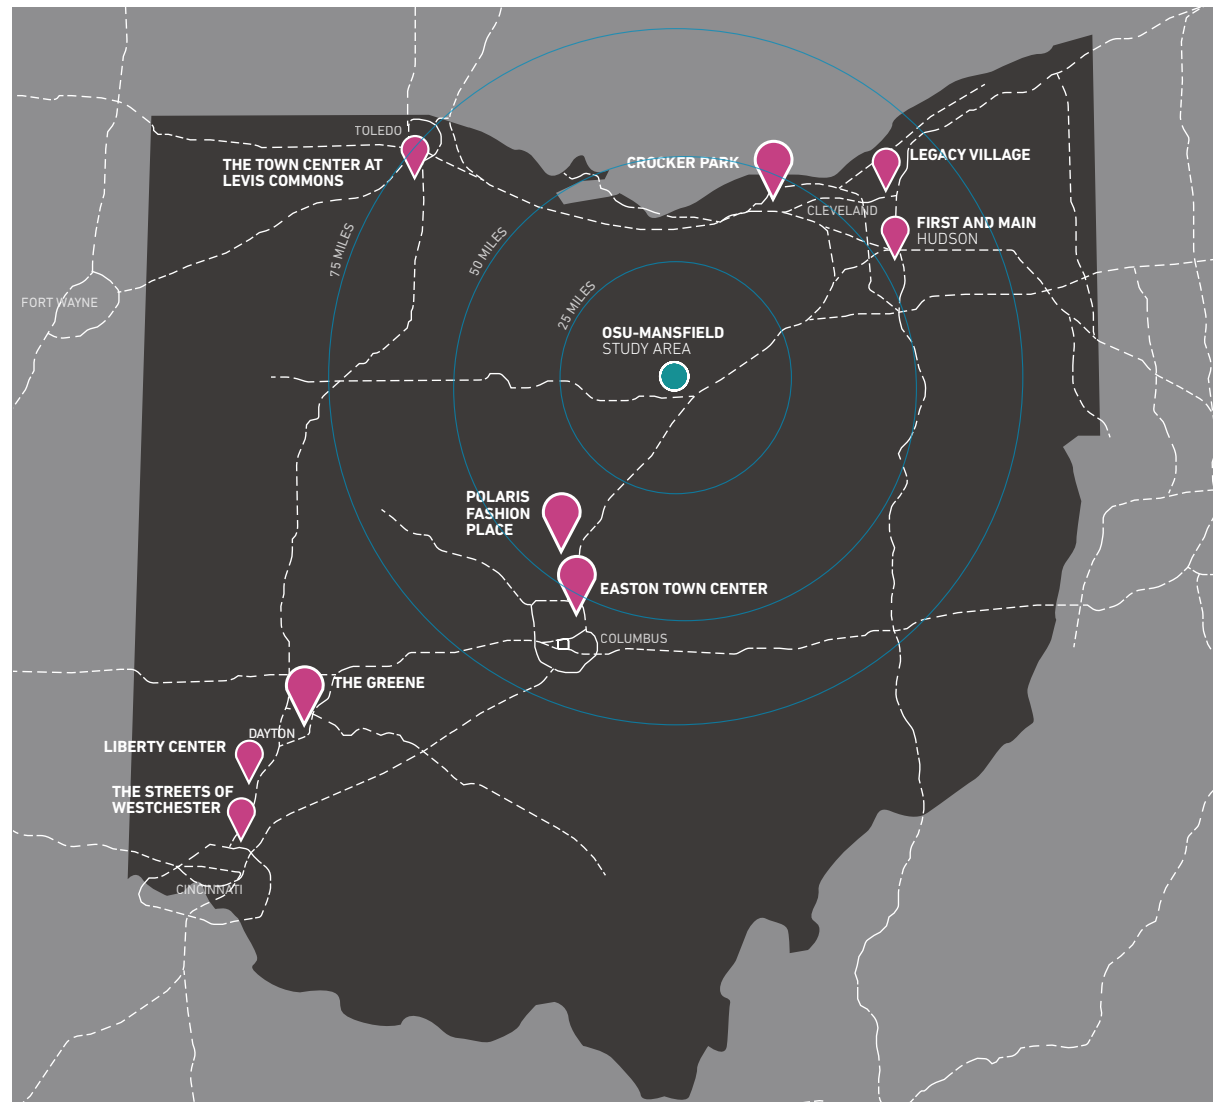 TOLEDO
THE TOWN CENTER AT
LEVIS COMMONS
CROCKER PARK
LEGACY VILLAGE
CLEVELAND
FIRST AND MAIN
HUDSON
75 MILES
50 MILES
25 MILES
FORT WAYNE
OSU-MANSFIELD
STUDY AREA
POLARIS
FASHION
PLACE
EASTON TOWN CENTER
COLUMBUS
THE GREENE
DAYTON
LIBERTY CENTER
THE STREETS OF
WESTCHESTER
CINCINNATI